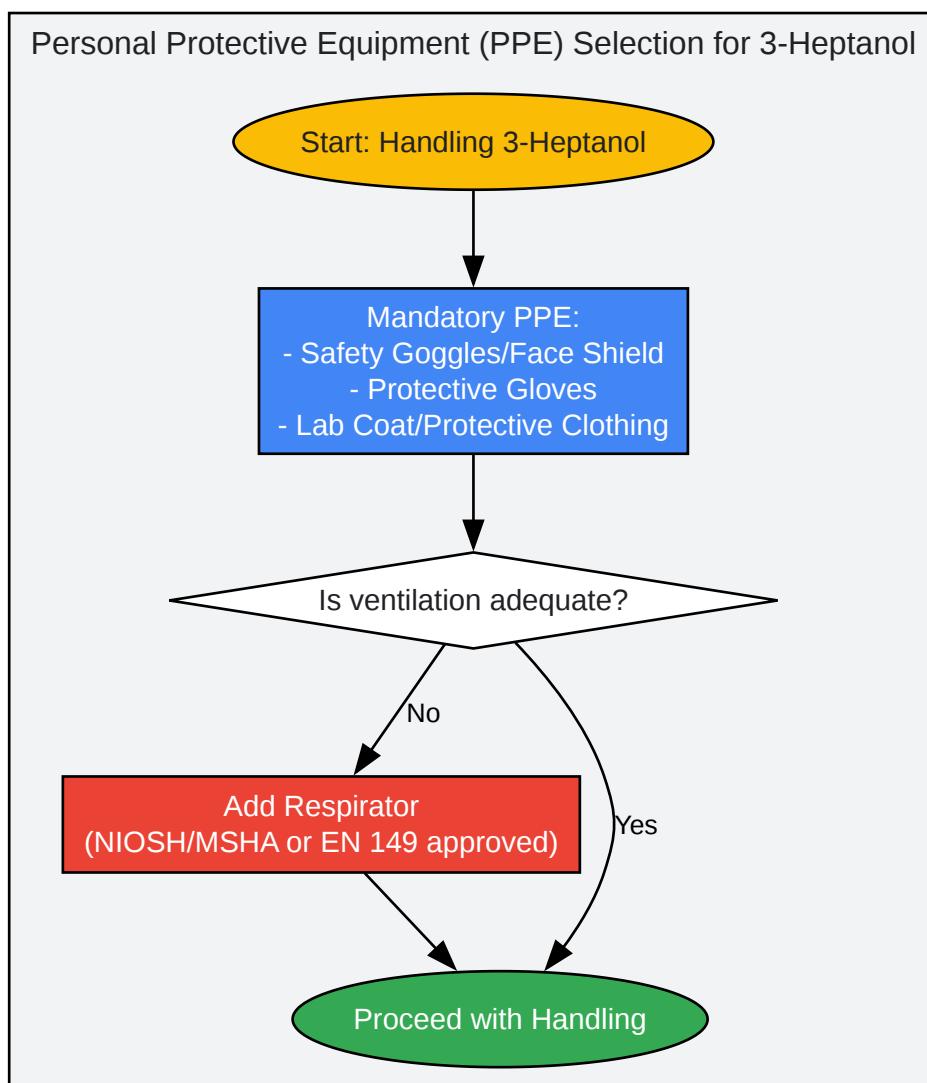 Personal Protective Equipment (PPE) Selection for 3-Heptanol
Start: Handling 3-Heptanol
Mandatory PPE:
- Safety Goggles/Face Shield
- Protective Gloves
- Lab Coat/Protective Clothing
Is ventilation adequate?
No
Add Respirator
(NIOSH/MSHA or EN 149 approved)
Yes
Proceed with Handling